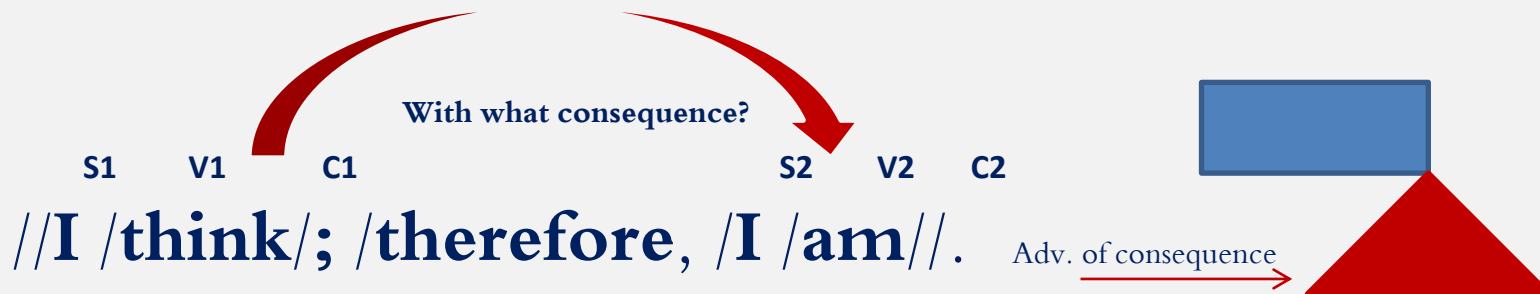 With what consequence?
S1 V1 C1 S2 V2 C2
//I /think/; /therefore, /I /am//.
Adv. of consequence